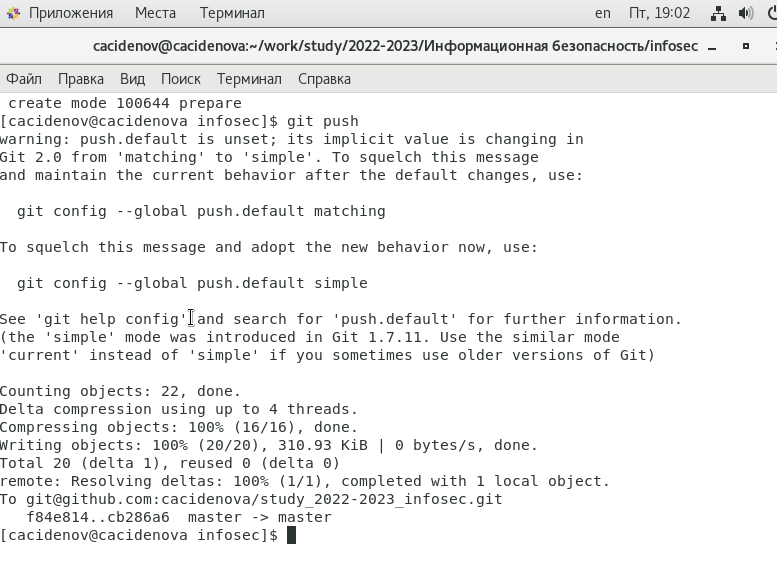 Приложения Места Терминал en Пт, 19:02
cacidenov@cacidenova:~/work/study/2022-2023/Информационная безопасность/infosec
Файл Правка Вид Поиск Терминал Справка
create mode 100644 prepare
[cacidenov@cacidenova infosec]$ git push
warning: push.default is unset; its implicit value is changing in
Git 2.0 from 'matching' to 'simple'. To squelch this message
and maintain the current behavior after the default changes, use:
git config --global push.default matching
To squelch this message and adopt the new behavior now, use:
git config --global push.default simple
See 'git help config' and search for 'push.default' for further information.
(the 'simple' mode was introduced in Git 1.7.11. Use the similar mode
'current' instead of 'simple' if you sometimes use older versions of Git)
Counting objects: 22, done.
Delta compression using up to 4 threads.
Compressing objects: 100% (16/16), done.
Writing objects: 100% (20/20), 310.93 KiB | 0 bytes/s, done.
Total 20 (delta 1), reused 0 (delta 0)
remote: Resolving deltas: 100% (1/1), completed with 1 local object.
To git@github.com:cacidenova/study_2022-2023_infosec.git
f84e814..cb286a6  master -> master
[cacidenov@cacidenova infosec]$